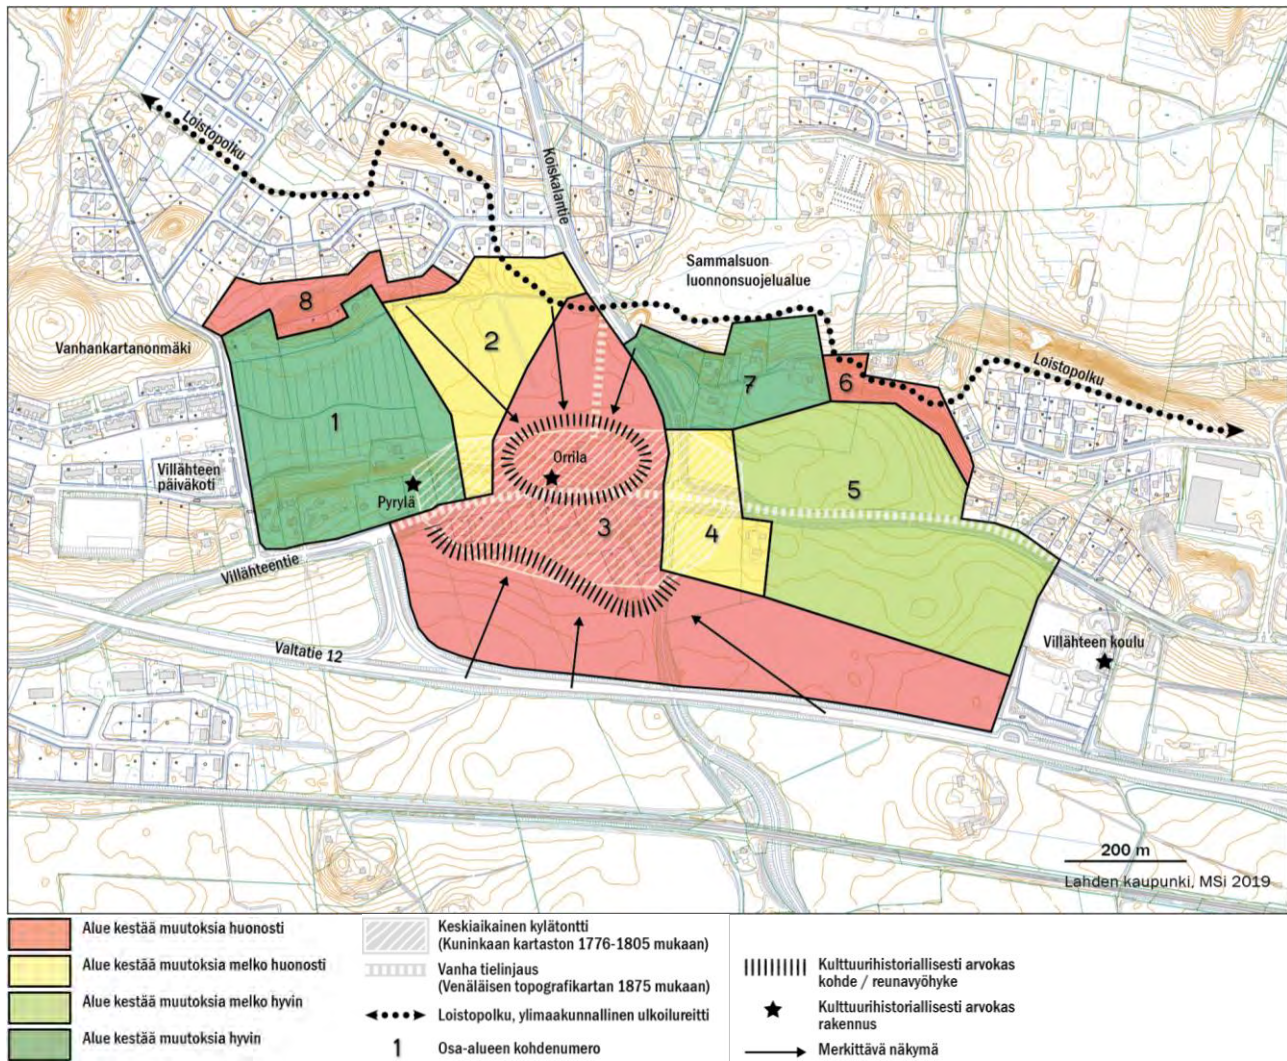 Loistopolku
Koiskalantie
Sammalsuon
luonnonsuojelualue
8
2
Vanhankartanonmäki
7
6
Loistopolku
1
Orrila
Villähteen
päiväkoti
Pyrylä
5
3
4
Villähteentie
Valtatie 12
Villähteen koulu
200 m
Lahden kaupunki, MSi 2019
Alue kestää muutoksia huonosti
Alue kestää muutoksia melko huonosti
Alue kestää muutoksia melko hyvin
Alue kestää muutoksia hyvin
Keskiaikainen kylätontti
(Kuninkaan kartaston 1776-1805 mukaan)
Vanha tielinjaus
(Venäläisen topografikartan 1875 mukaan)
Loistopolku, ylimaakunnallinen ulkoilureitti
1 Osa-alueen kohdenumero
Kulttuurihistoriallisesti arvokas
kohde / reunavyöhyke
Kulttuurihistoriallisesti arvokas
rakennus
Merkittävä näkymä